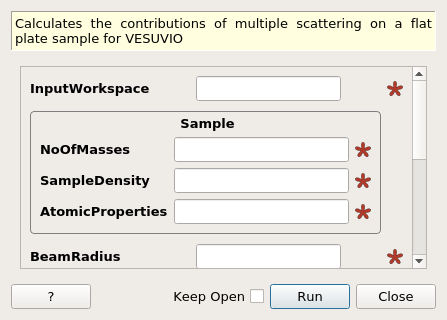 Calculates the contributions of multiple scattering on a flat
plate sample for VESUVIO
InputWorkspace
Sample
NoOfMasses
SampleDensity
AtomicProperties
BeamRadius
? Keep Open Run Close